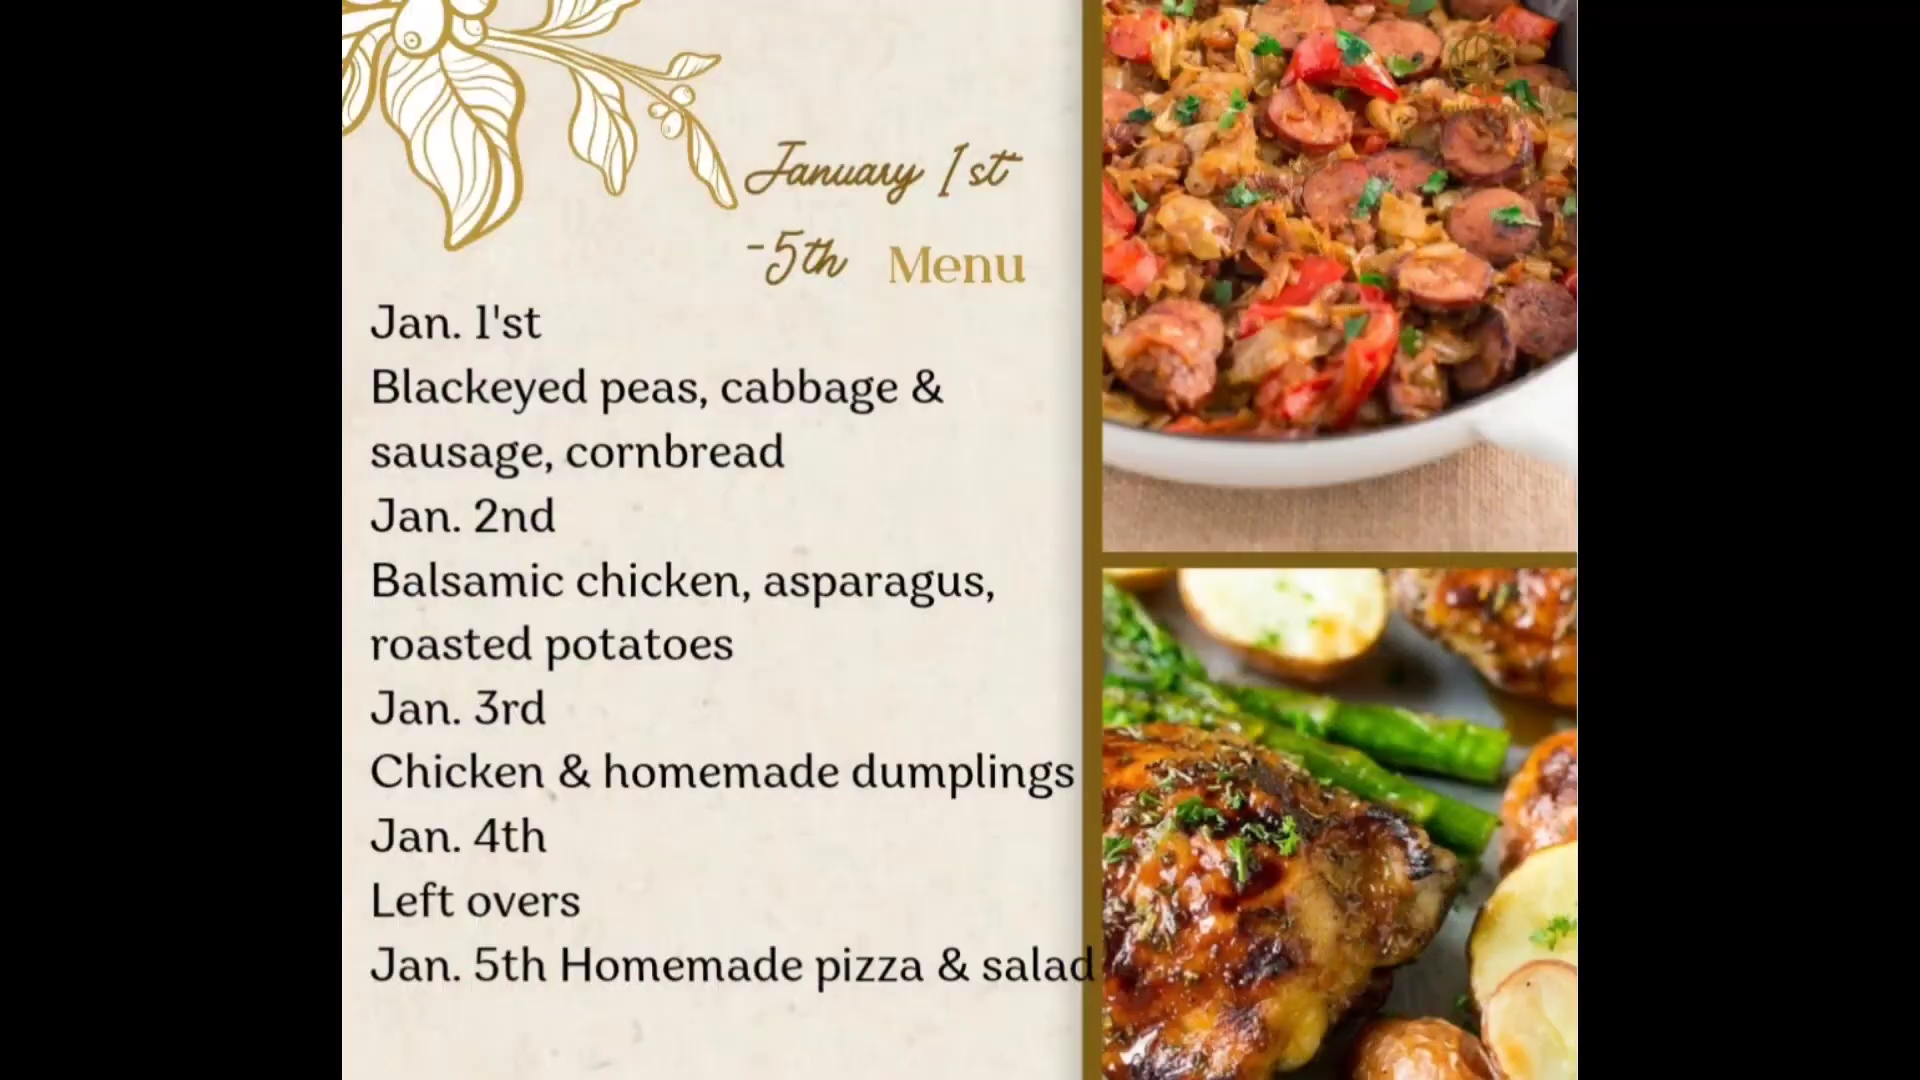 January 1st
-5th Menu
Jan. 1'st
Blackeyed peas, cabbage &
sausage, cornbread
Jan. 2nd
Balsamic chicken, asparagus,
roasted potatoes
Jan. 3rd
Chicken & homemade dumplings
Jan. 4th
Left overs
Jan. 5th Homemade pizza & salad